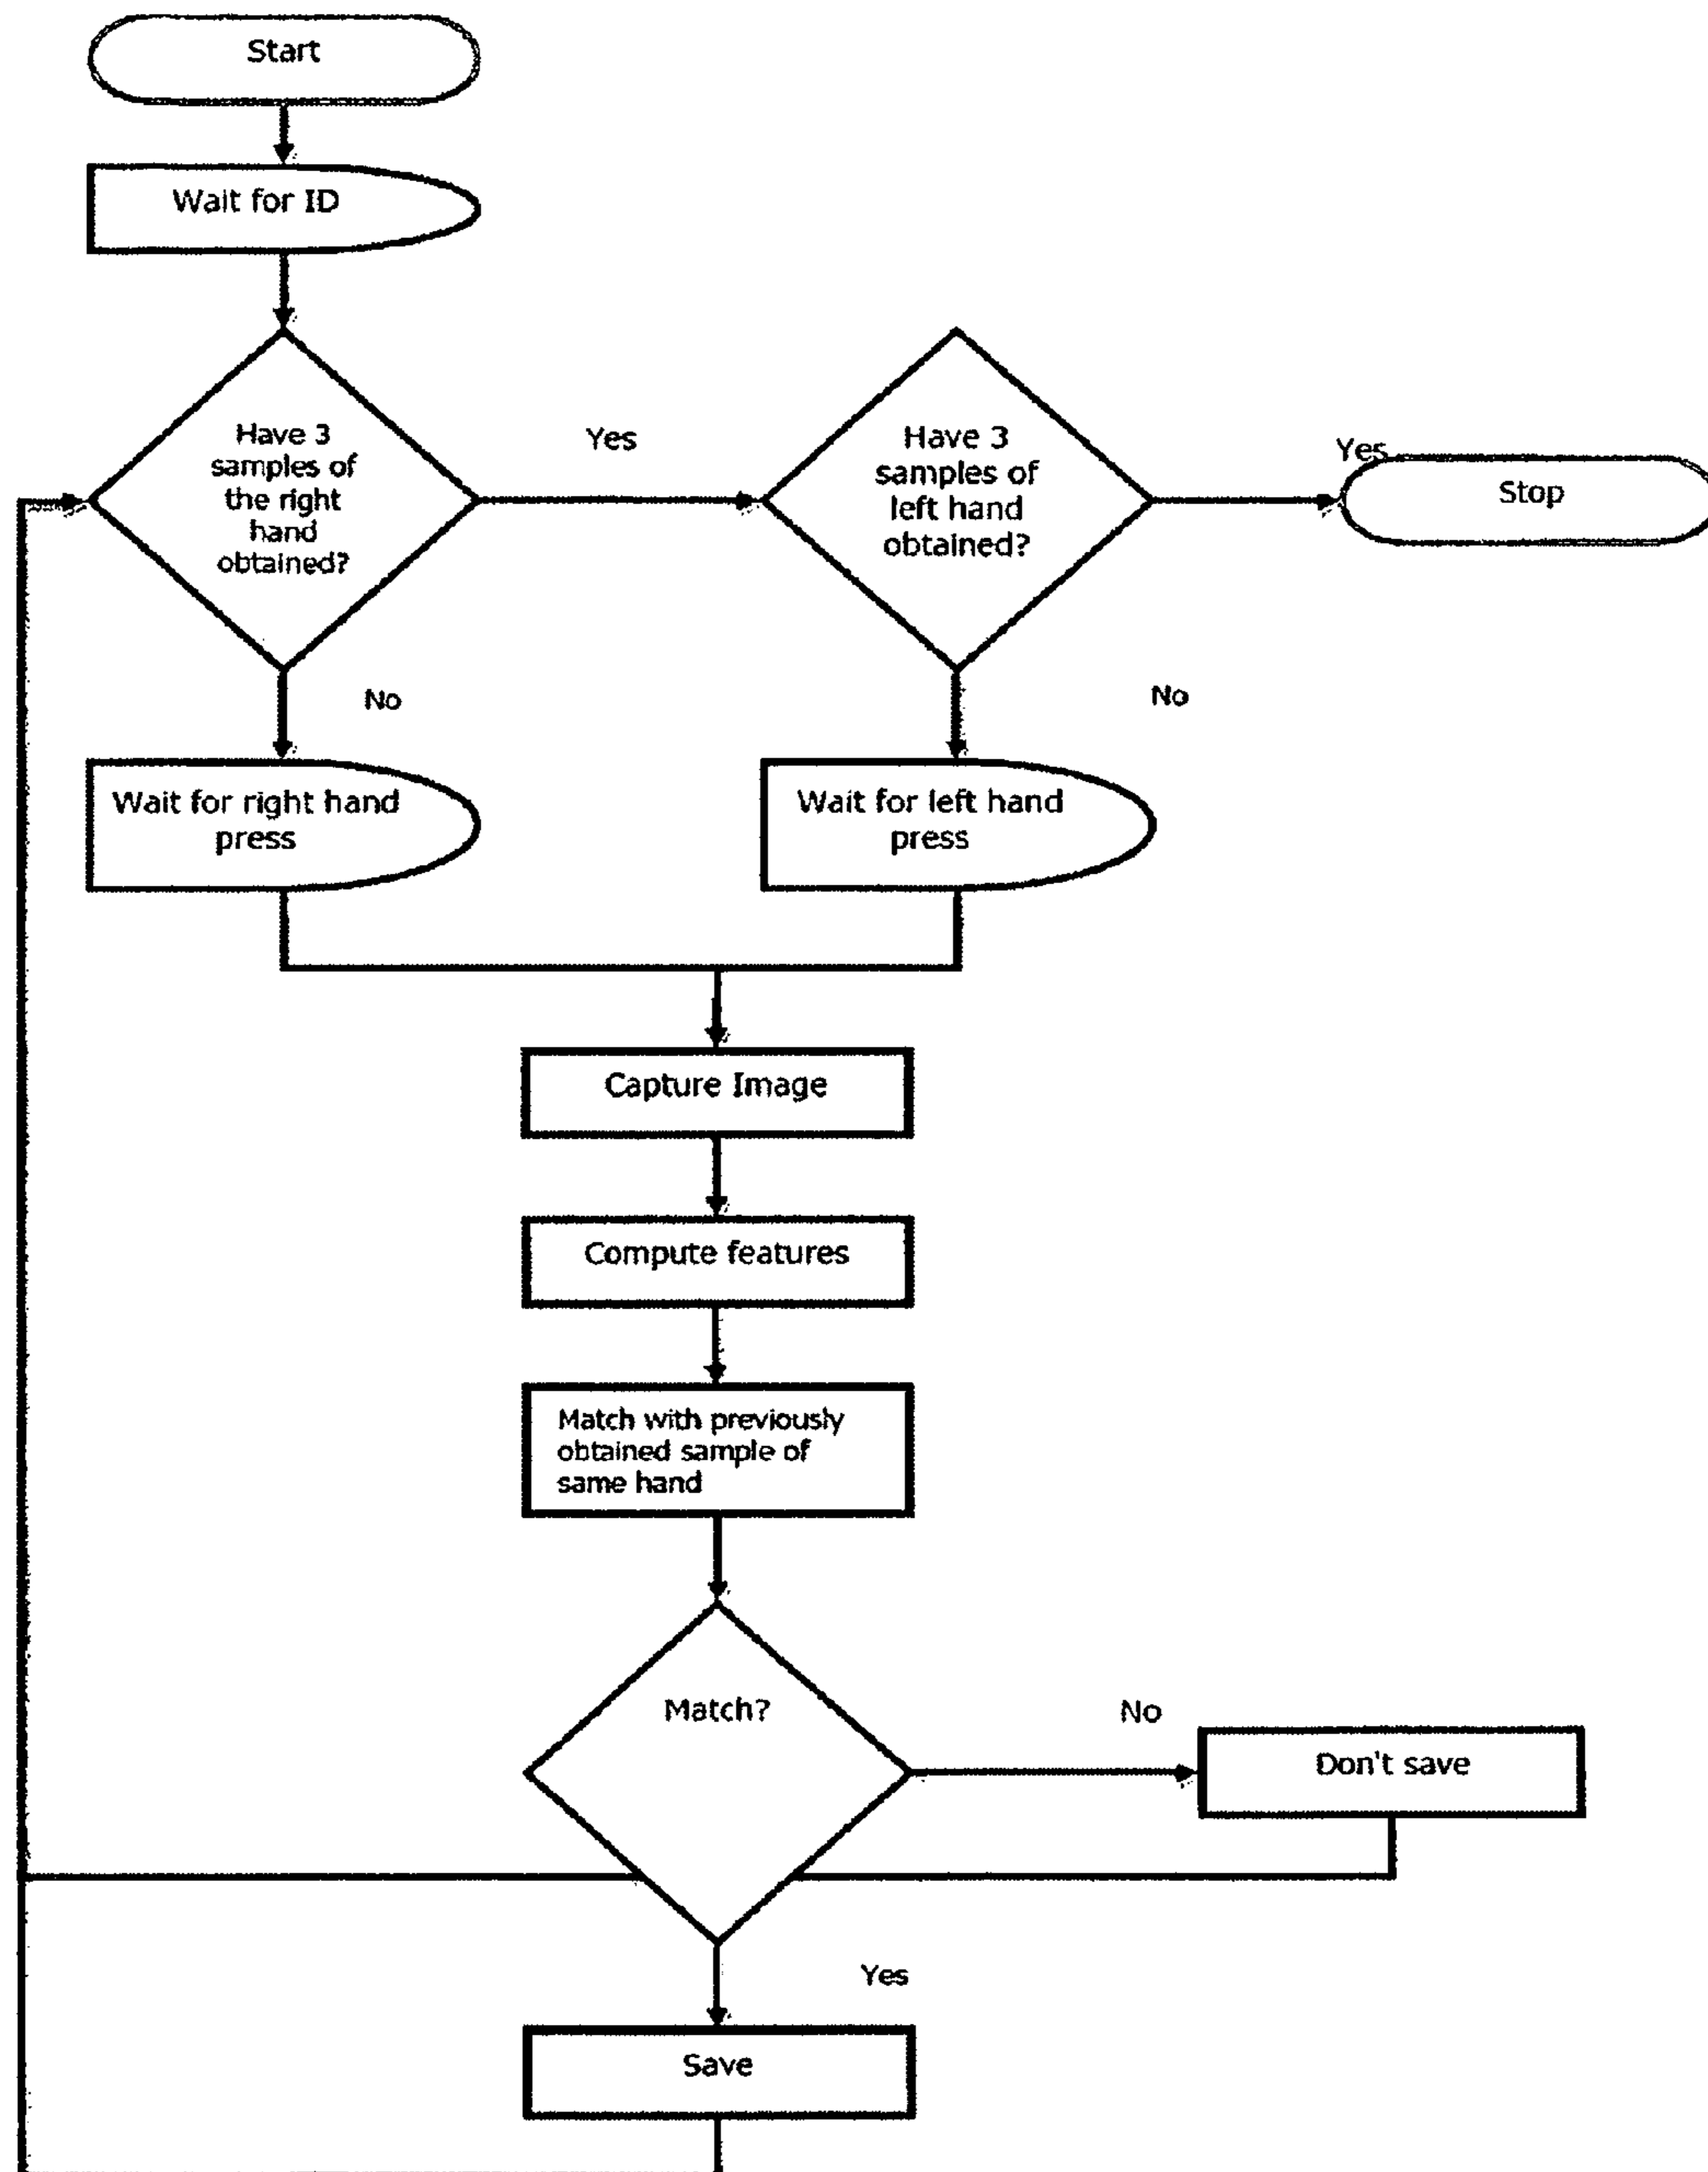 Start
Wait for ID
Have 3
samples of
the right
hand
obtained?
Yes
Have 3
samples of
left hand
obtained?
Yes
Stop
No
No
Wait for right hand
press
Wait for left hand
press
Capture Image
Compute features
Match with previously
obtained sample of
same hand
Match?
No
Don't save
Yes
Save